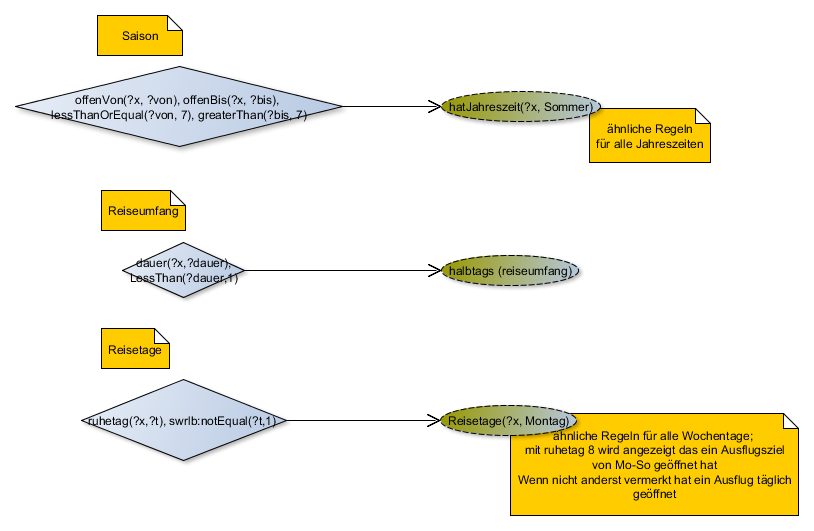 Saison
offenVon(?x, ?von), offenBis(?x, ?bis),
lessThanOrEqual(?von, 7), greaterThan(?bis, 7)
hatJahreszeit(?x, Sommer)
ähnliche Regeln
für alle Jahreszeiten
Reiseumfang
dauer(?x,?dauer),
LessThan(?dauer,1)
halbtags (reiseumfang)
Reisetage
ruhetag(?x,?t), swrlb:notEqual(?t,1)
Reisetage(?x, Montag)
ähnliche Regeln für alle Wochentage;
mit ruhetag 8 wird angezeigt das ein Ausflugsziel
von Mo-So geöffnet hat
Wenn nicht anderst vermerkt hat ein Ausflug täglich
geöffnet